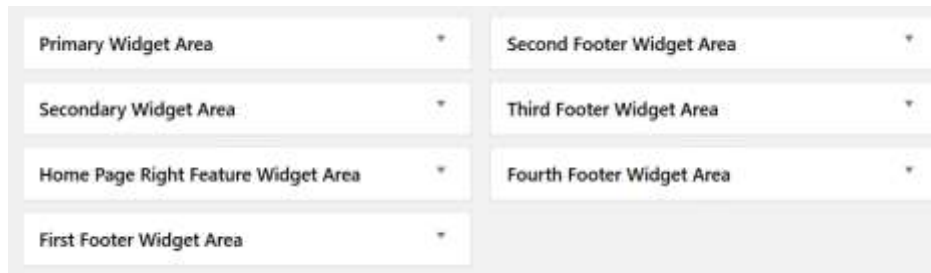 Primary Widget Area
Secondary Widget Area
Home Page Right Feature Widget Area
First Footer Widget Area
Second Footer Widget Area
Third Footer Widget Area
Fourth Footer Widget Area